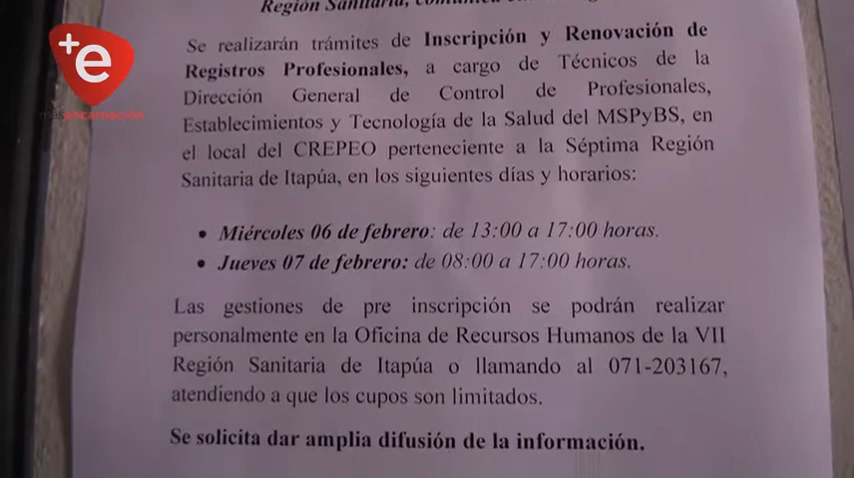 Región Sanitaria,
+e
másencarnación
Se realizarán trámites de Inscripción y Renovación de
Registros Profesionales, a cargo de Técnicos de la
Dirección General de Control de Profesionales,
Establecimientos y Tecnología de la Salud del MSPyBS, en
el local del CREPEO perteneciente a la Séptima Región
Sanitaria de Itapúa, en los siguientes días y horarios:
• Miércoles 06 de febrero: de 13:00 a 17:00 horas.
• Jueves 07 de febrero: de 08:00 a 17:00 horas.
Las gestiones de pre inscripción se podrán realizar
personalmente en la Oficina de Recursos Humanos de la VII
Región Sanitaria de Itapúa o llamando al 071-203167,
atendiendo a que los cupos son limitados.
Se solicita dar amplia difusión de la información.